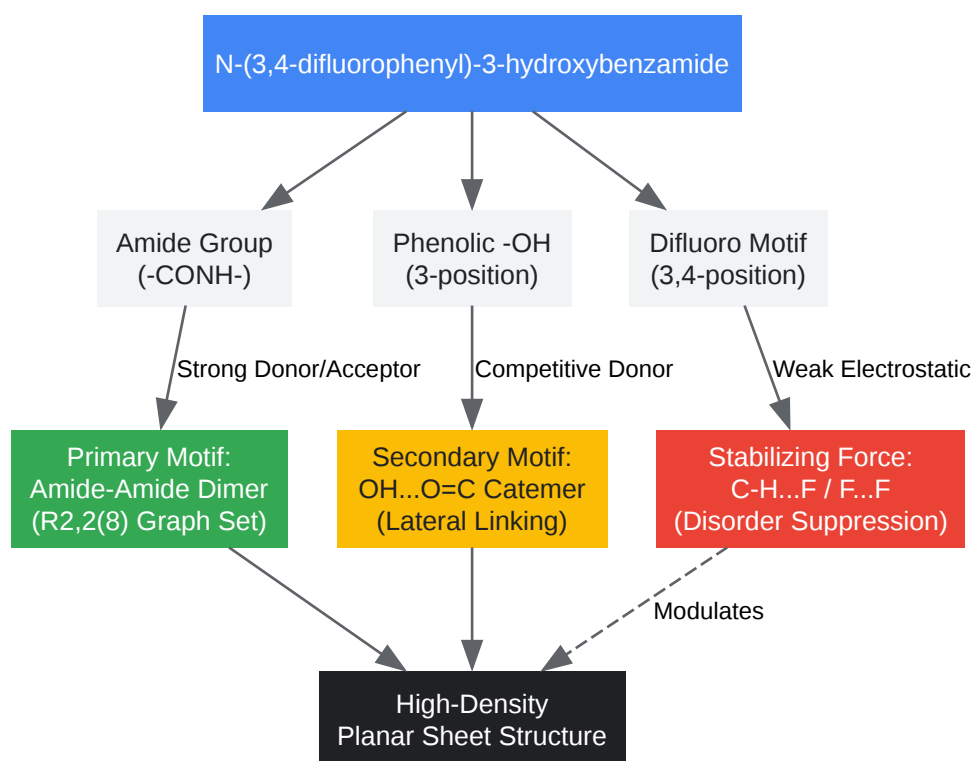 N-(3,4-difluorophenyl)-3-hydroxybenzamide
Amide Group
(-CONH-)
Phenolic -OH
(3-position)
Difluoro Motif
(3,4-position)
Strong Donor/Acceptor
Competitive Donor
Weak Electrostatic
Primary Motif:
Amide-Amide Dimer
(R2,2(8) Graph Set)
Secondary Motif:
OH...O=C Catemer
(Lateral Linking)
Stabilizing Force:
C-H...F / F...F
(Disorder Suppression)
Modulates
High-Density
Planar Sheet Structure